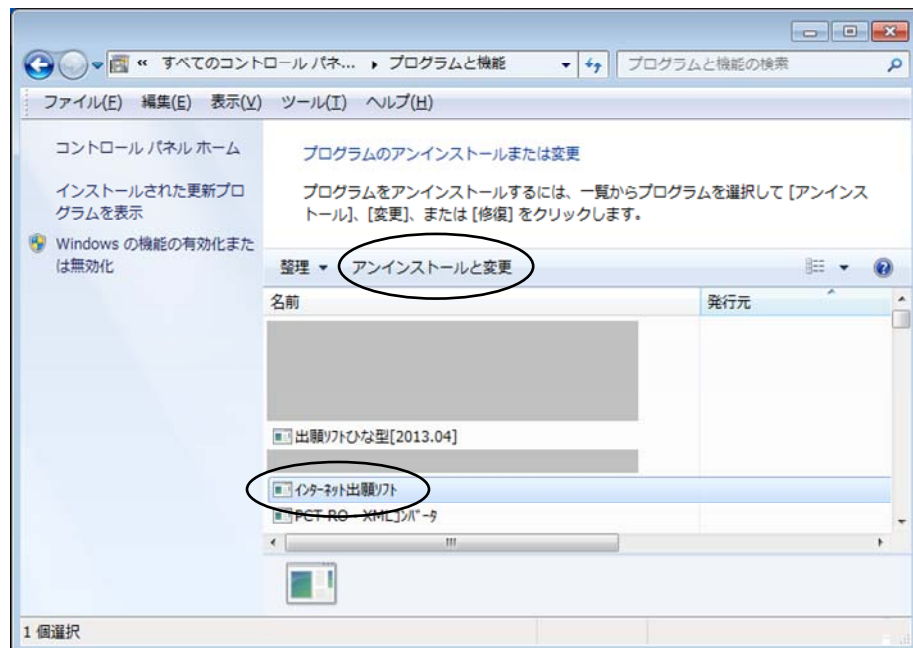 « すべてのコントロール パネ... ▸ プログラムと機能
プログラムと機能の検索
ファイル(F) 編集(E) 表示(V) ツール(T) ヘルプ(H)
コントロール パネル ホーム
インストールされた更新プロ
グラムを表示
Windows の機能の有効化また
は無効化
プログラムのアンインストールまたは変更
プログラムをアンインストールするには、一覧からプログラムを選択して [アンインス
トール]、[変更]、または [修復] をクリックします。
整理 ▼ アンインストールと変更
名前 発行元
出願ｿﾌﾄひな型[2013.04]
ｲﾝﾀｰﾈｯﾄ出願ｿﾌﾄ
PCT-RO - XMLｺﾝﾊﾞｰﾀ
1 個選択